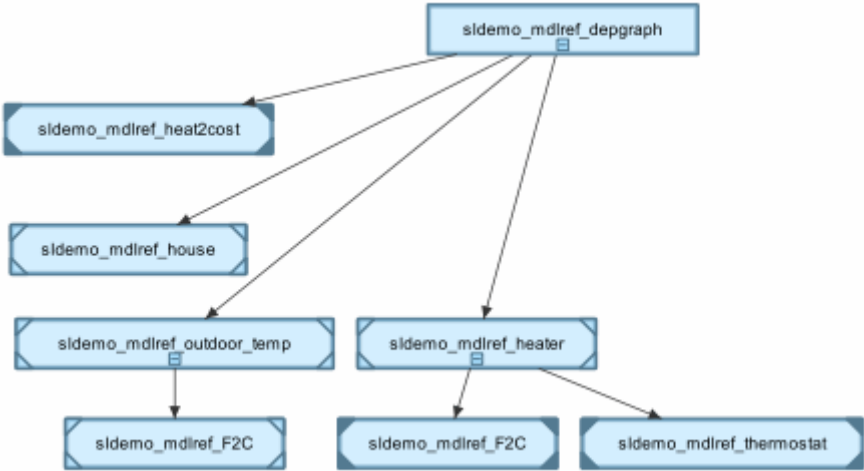 sldemo_mdlref_depgraph
sldemo_mdlref_heat2cost
sldemo_mdlref_house
sldemo_mdlref_outdoor_temp
sldemo_mdlref_heater
sldemo_mdlref_F2C
sldemo_mdlref_F2C
sldemo_mdlref_thermostat